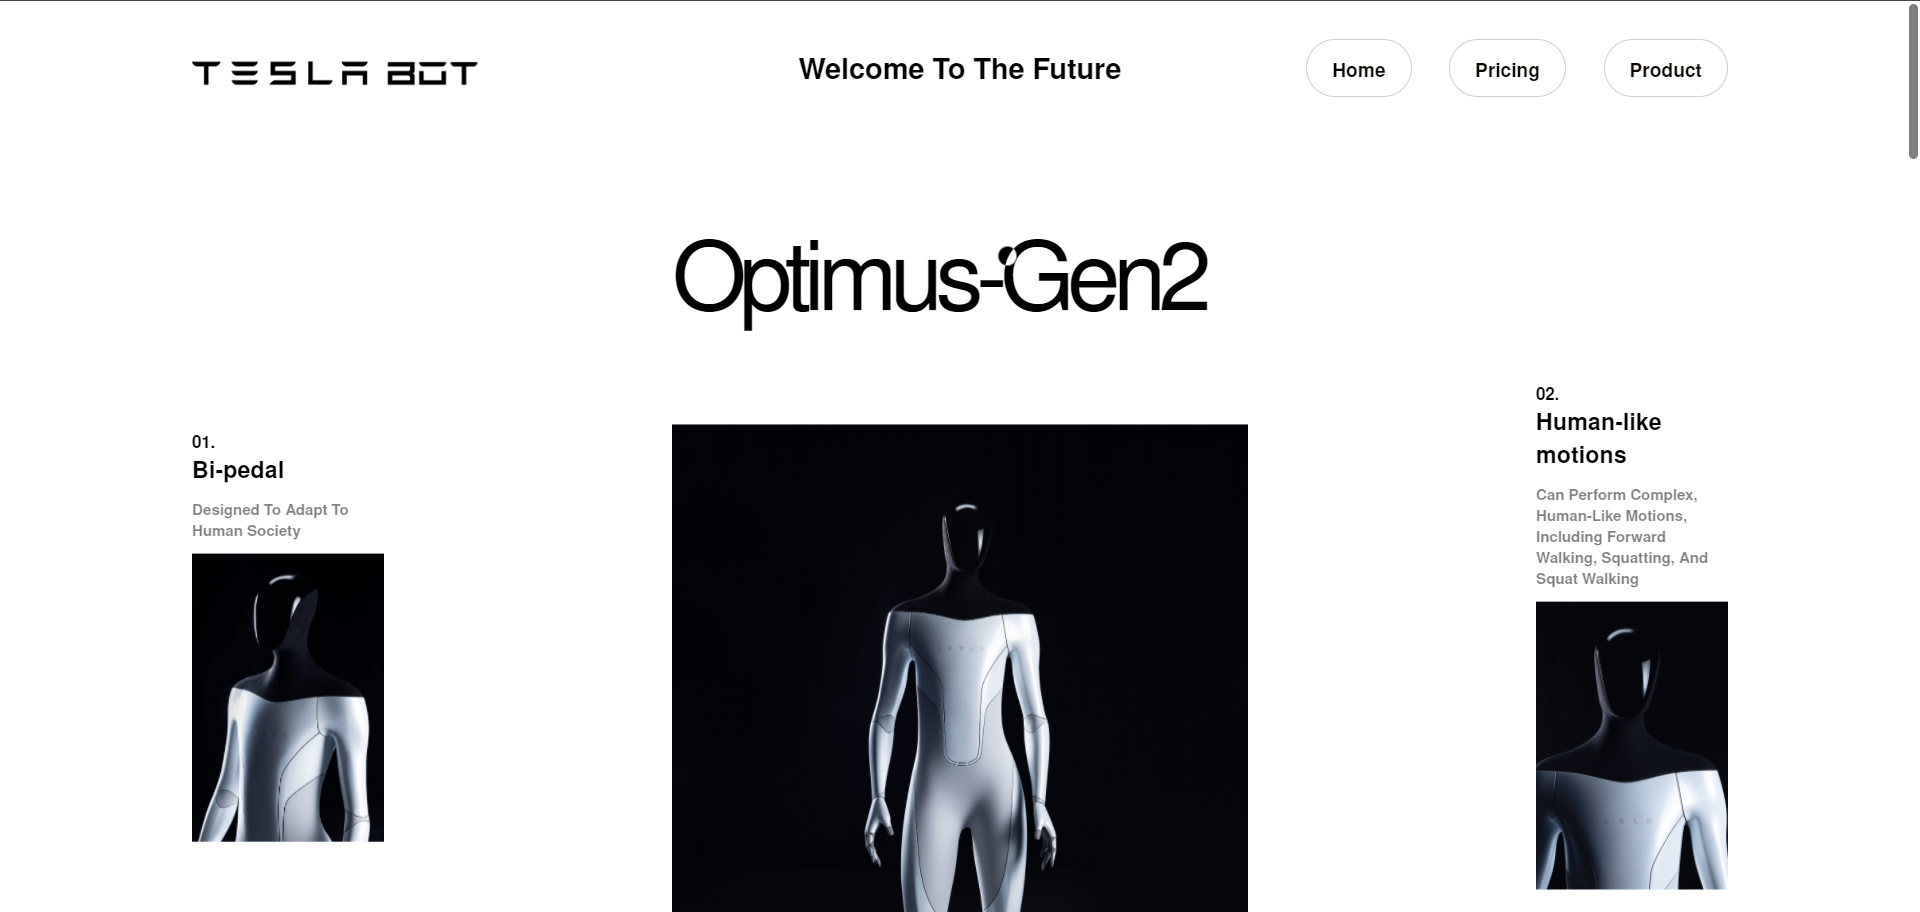 TESLA BOT
Welcome To The Future
Home
Pricing
Product
Optimus-Gen2
01.
Bi-pedal
Designed To Adapt To
Human Society
02.
Human-like
motions
Can Perform Complex,
Human-Like Motions,
Including Forward
Walking, Squatting, And
Squat Walking
TESLA